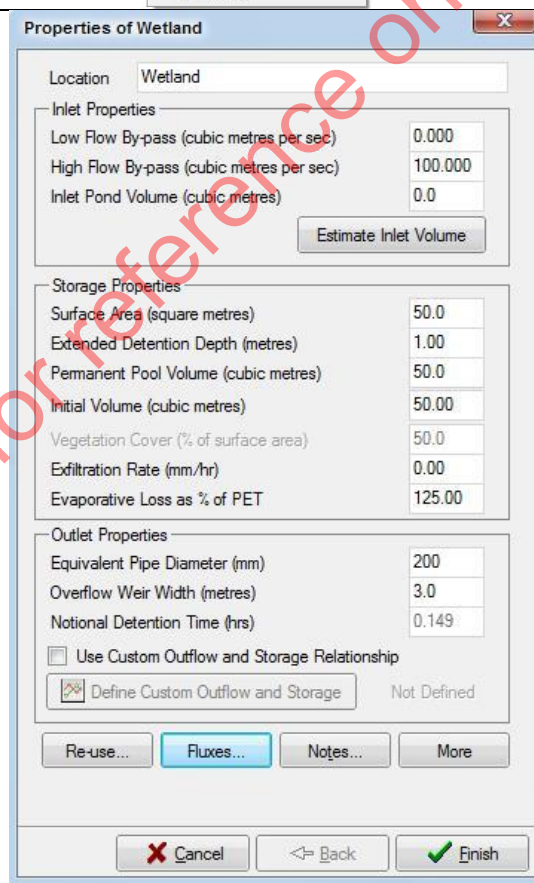 Properties of Wetland
X
Location Wetland
Inlet Properties
Low Flow By-pass (cubic metres per sec) 0.000
High Flow By-pass (cubic metres per sec) 100.000
Inlet Pond Volume (cubic metres) 0.0
Estimate Inlet Volume
Storage Properties
Surface Area (square metres) 50.0
Extended Detention Depth (metres) 1.00
Permanent Pool Volume (cubic metres) 50.0
Initial Volume (cubic metres) 50.00
Vegetation Cover (% of surface area) 50.0
Exfiltration Rate (mm/hr) 0.00
Evaporative Loss as % of PET 125.00
Outlet Properties
Equivalent Pipe Diameter (mm) 200
Overflow Weir Width (metres) 3.0
Notional Detention Time (hrs) 0.149
Use Custom Outflow and Storage Relationship
Define Custom Outflow and Storage Not Defined
Re-use... Fluxes... Notes... More
Cancel Back Finish
or reference on